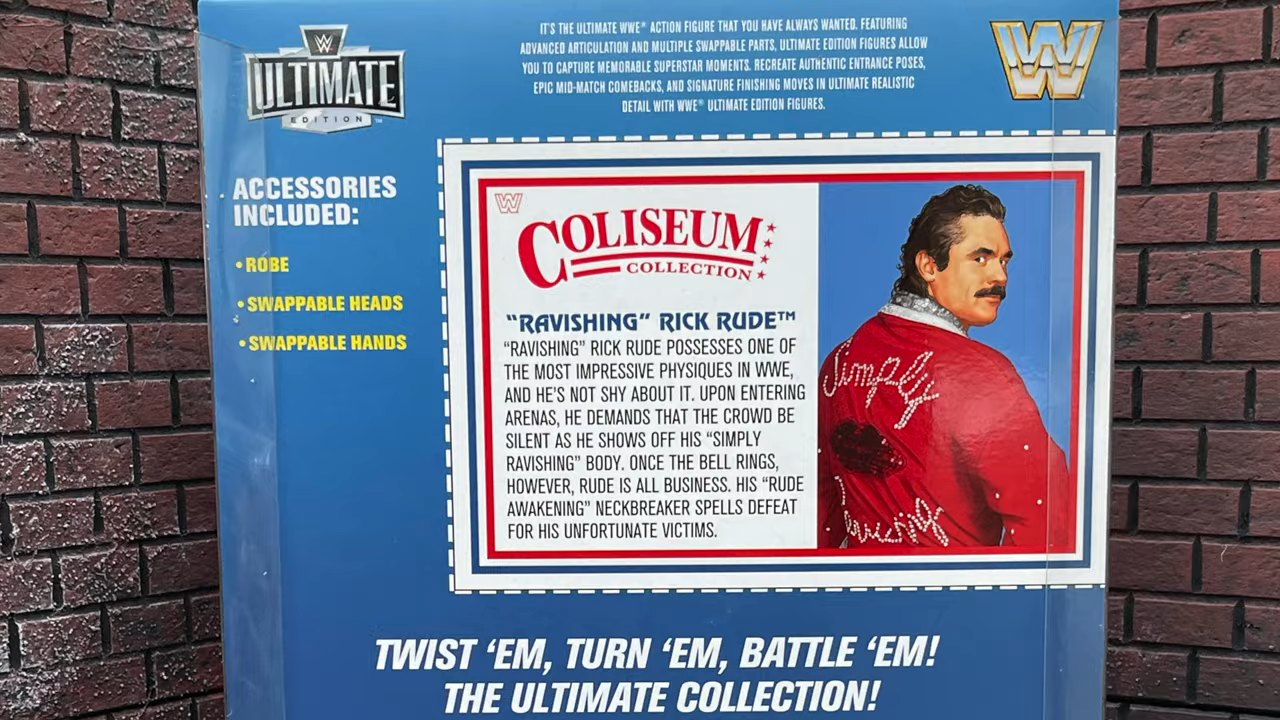 W
ULTIMATE
EDITION™
IT'S THE ULTIMATE WWE® ACTION FIGURE THAT YOU HAVE ALWAYS WANTED. FEATURING
ADVANCED ARTICULATION AND MULTIPLE SWAPPABLE PARTS, ULTIMATE EDITION FIGURES ALLOW
YOU TO CAPTURE MEMORABLE SUPERSTAR MOMENTS. RECREATE AUTHENTIC ENTRANCE POSES,
EPIC MID-MATCH COMEBACKS, AND SIGNATURE FINISHING MOVES IN ULTIMATE REALISTIC
DETAIL WITH WWE® ULTIMATE EDITION FIGURES.
W
ACCESSORIES
INCLUDED:
• ROBE
• SWAPPABLE HEADS
• SWAPPABLE HANDS
W
COLISEUM
COLLECTION
"RAVISHING" RICK RUDE™
"RAVISHING" RICK RUDE POSSESSES ONE OF
THE MOST IMPRESSIVE PHYSIQUES IN WWE,
AND HE'S NOT SHY ABOUT IT. UPON ENTERING
ARENAS, HE DEMANDS THAT THE CROWD BE
SILENT AS HE SHOWS OFF HIS "SIMPLY
RAVISHING" BODY. ONCE THE BELL RINGS,
HOWEVER, RUDE IS ALL BUSINESS. HIS "RUDE
AWAKENING" NECKBREAKER SPELLS DEFEAT
FOR HIS UNFORTUNATE VICTIMS.
Simply
TWIST 'EM, TURN 'EM, BATTLE 'EM!
THE ULTIMATE COLLECTION!